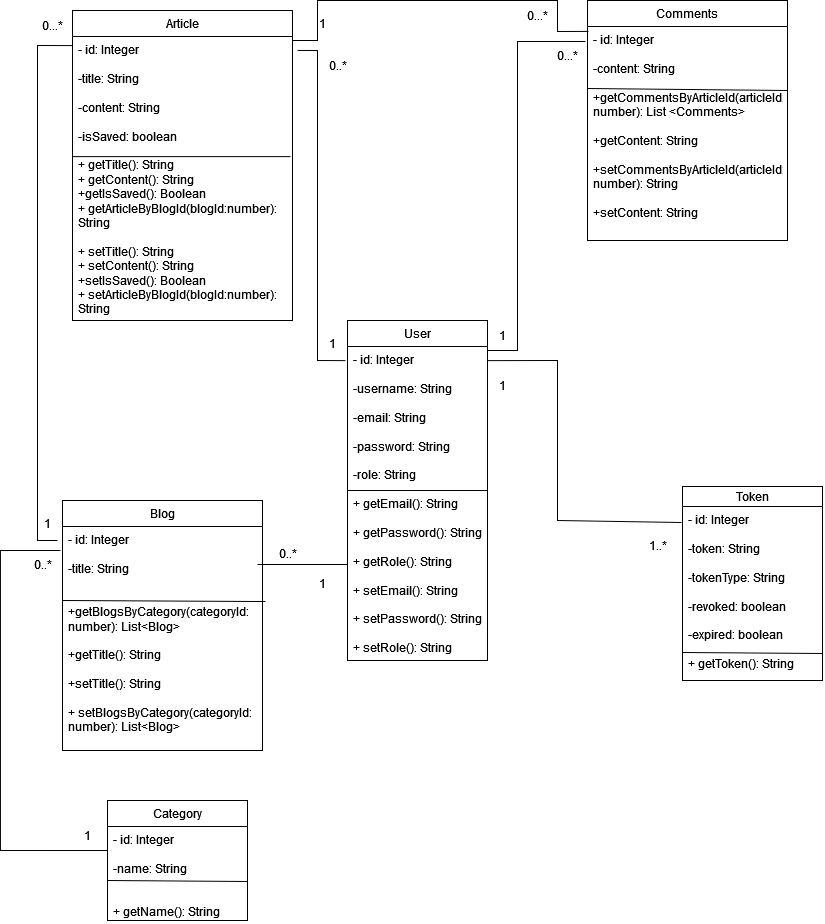 Article
- id: Integer
-title: String
-content: String
-isSaved: boolean
+ getTitle(): String
+ getContent(): String
+getIsSaved(): Boolean
+ getArticleByBlogId(blogId:number):
String
+ setTitle(): String
+ setContent(): String
+setIsSaved(): Boolean
+ setArticleByBlogId(blogId:number):
String
0...*
1
0..*
0...*
0...*
Comments
- id: Integer
-content: String
+getCommentsByArticleId(articleId
number): List <Comments>
+getContent: String
+setCommentsByArticleId(articleId
number): String
+setContent: String
1
1
1
User
- id: Integer
-username: String
-email: String
-password: String
-role: String
+ getEmail(): String
+ getPassword(): String
+ getRole(): String
+ setEmail(): String
+ setPassword(): String
+ setRole(): String
1..*
Token
- id: Integer
-token: String
-tokenType: String
-revoked: boolean
-expired: boolean
+ getToken(): String
1
0..*
0..*
1
Blog
- id: Integer
-title: String
+getBlogsByCategory(categoryId:
number): List<Blog>
+getTitle(): String
+setTitle(): String
+ setBlogsByCategory(categoryId:
number): List<Blog>
1
Category
- id: Integer
-name: String
+ getName(): String